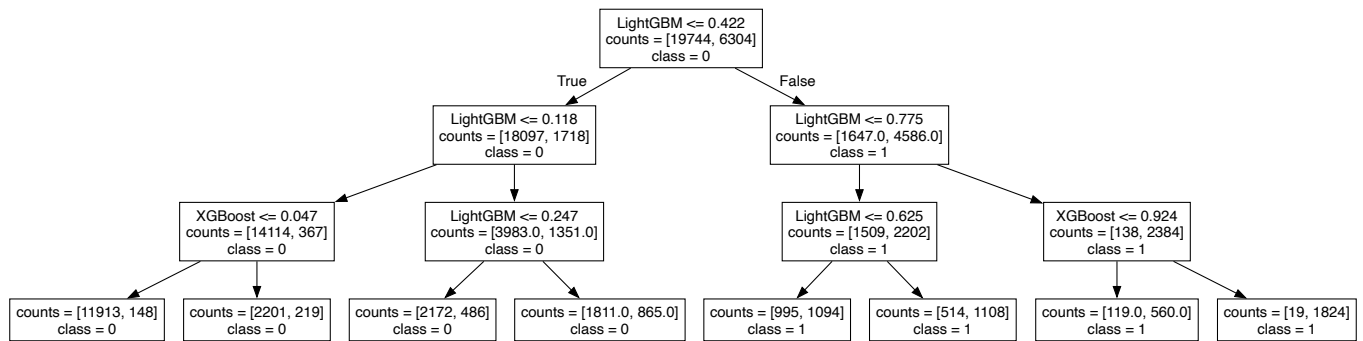 LightGBM <= 0.422
counts = [19744, 6304]
class = 0
True
False
LightGBM <= 0.118
counts = [18097, 1718]
class = 0
LightGBM <= 0.775
counts = [1647.0, 4586.0]
class = 1
XGBoost <= 0.047
counts = [14114, 367]
class = 0
LightGBM <= 0.247
counts = [3983.0, 1351.0]
class = 0
LightGBM <= 0.625
counts = [1509, 2202]
class = 1
XGBoost <= 0.924
counts = [138, 2384]
class = 1
counts = [11913, 148]
class = 0
counts = [2201, 219]
class = 0
counts = [2172, 486]
class = 0
counts = [1811.0, 865.0]
class = 0
counts = [995, 1094]
class = 1
counts = [514, 1108]
class = 1
counts = [119.0, 560.0]
class = 1
counts = [19, 1824]
class = 1